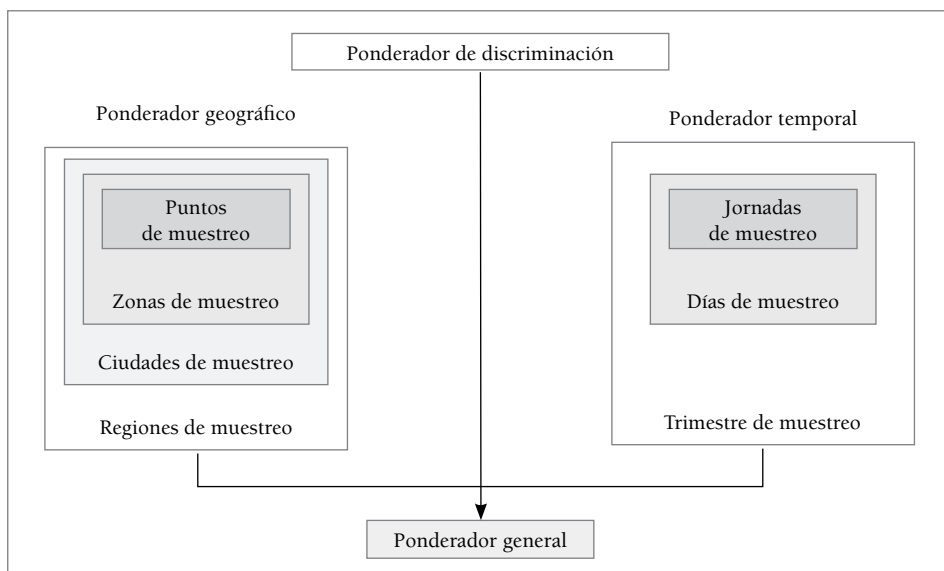 Ponderador de discriminación
Ponderador geográfico
Puntos
de muestreo
Zonas de muestreo
Ciudades de muestreo
Regiones de muestreo
Ponderador temporal
Jornadas
de muestreo
Días de muestreo
Trimestre de muestreo
Ponderador general